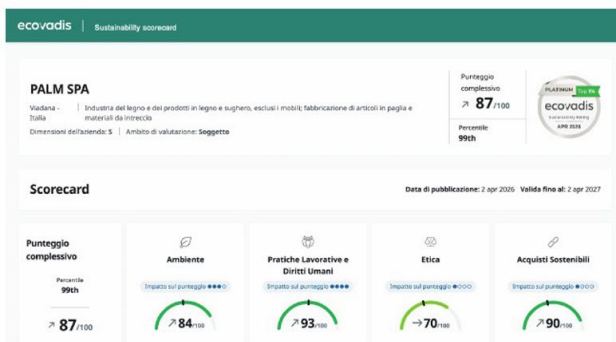 ecovadis | Sustainability scorecard
PALM SPA
Viadana - Italia | Industria del legno e dei prodotti in legno e sughero, esclusi i mobili; fabbricazione di articoli in paglia e materiali da intreccio
Dimensioni dell'azienda: S | Ambito di valutazione: Soggetto
Punteggio complessivo
↗ 87/100
Percentile
99th
PLATINUM Top 1%
ecovadis
Sustainability Rating
APR 2026
Scorecard
Data di pubblicazione: 2 apr 2026 Valida fino al: 2 apr 2027
Punteggio complessivo
Percentile
99th
↗ 87/100
Ambiente
Impatto sul punteggio
↗ 84/100
Pratiche Lavorative e Diritti Umani
Impatto sul punteggio
↗ 93/100
Etica
Impatto sul punteggio
→ 70/100
Acquisti Sostenibili
Impatto sul punteggio
↗ 90/100